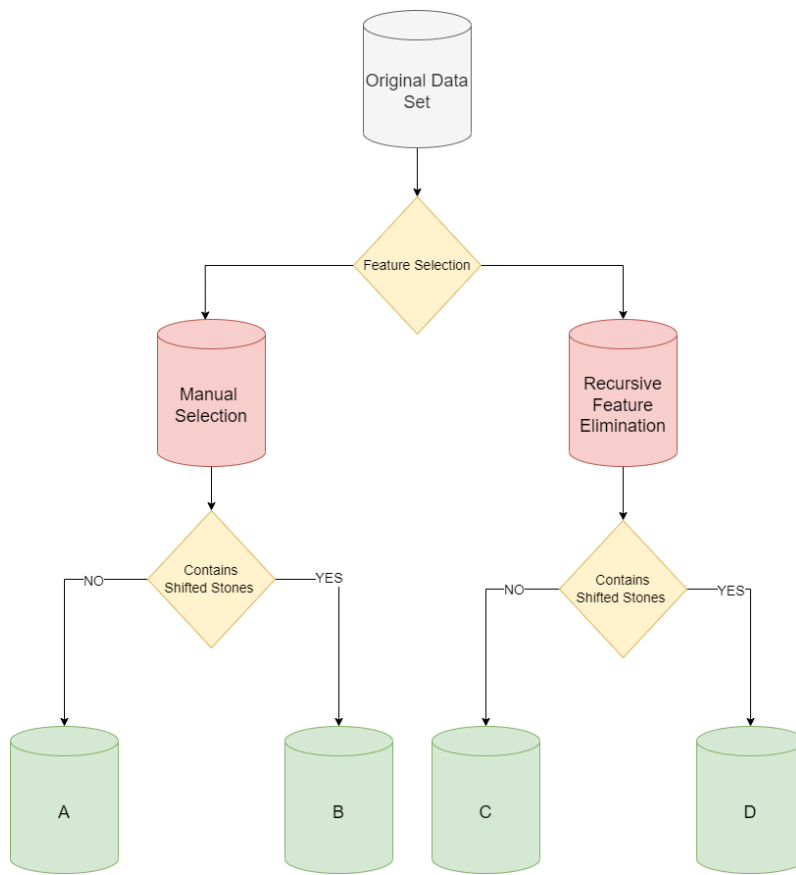 Original Data
Set
Feature Selection
Manual
Selection
Recursive
Feature
Elimination
Contains
Shifted Stones
Contains
Shifted Stones
NO
YES
NO
YES
A
B
C
D